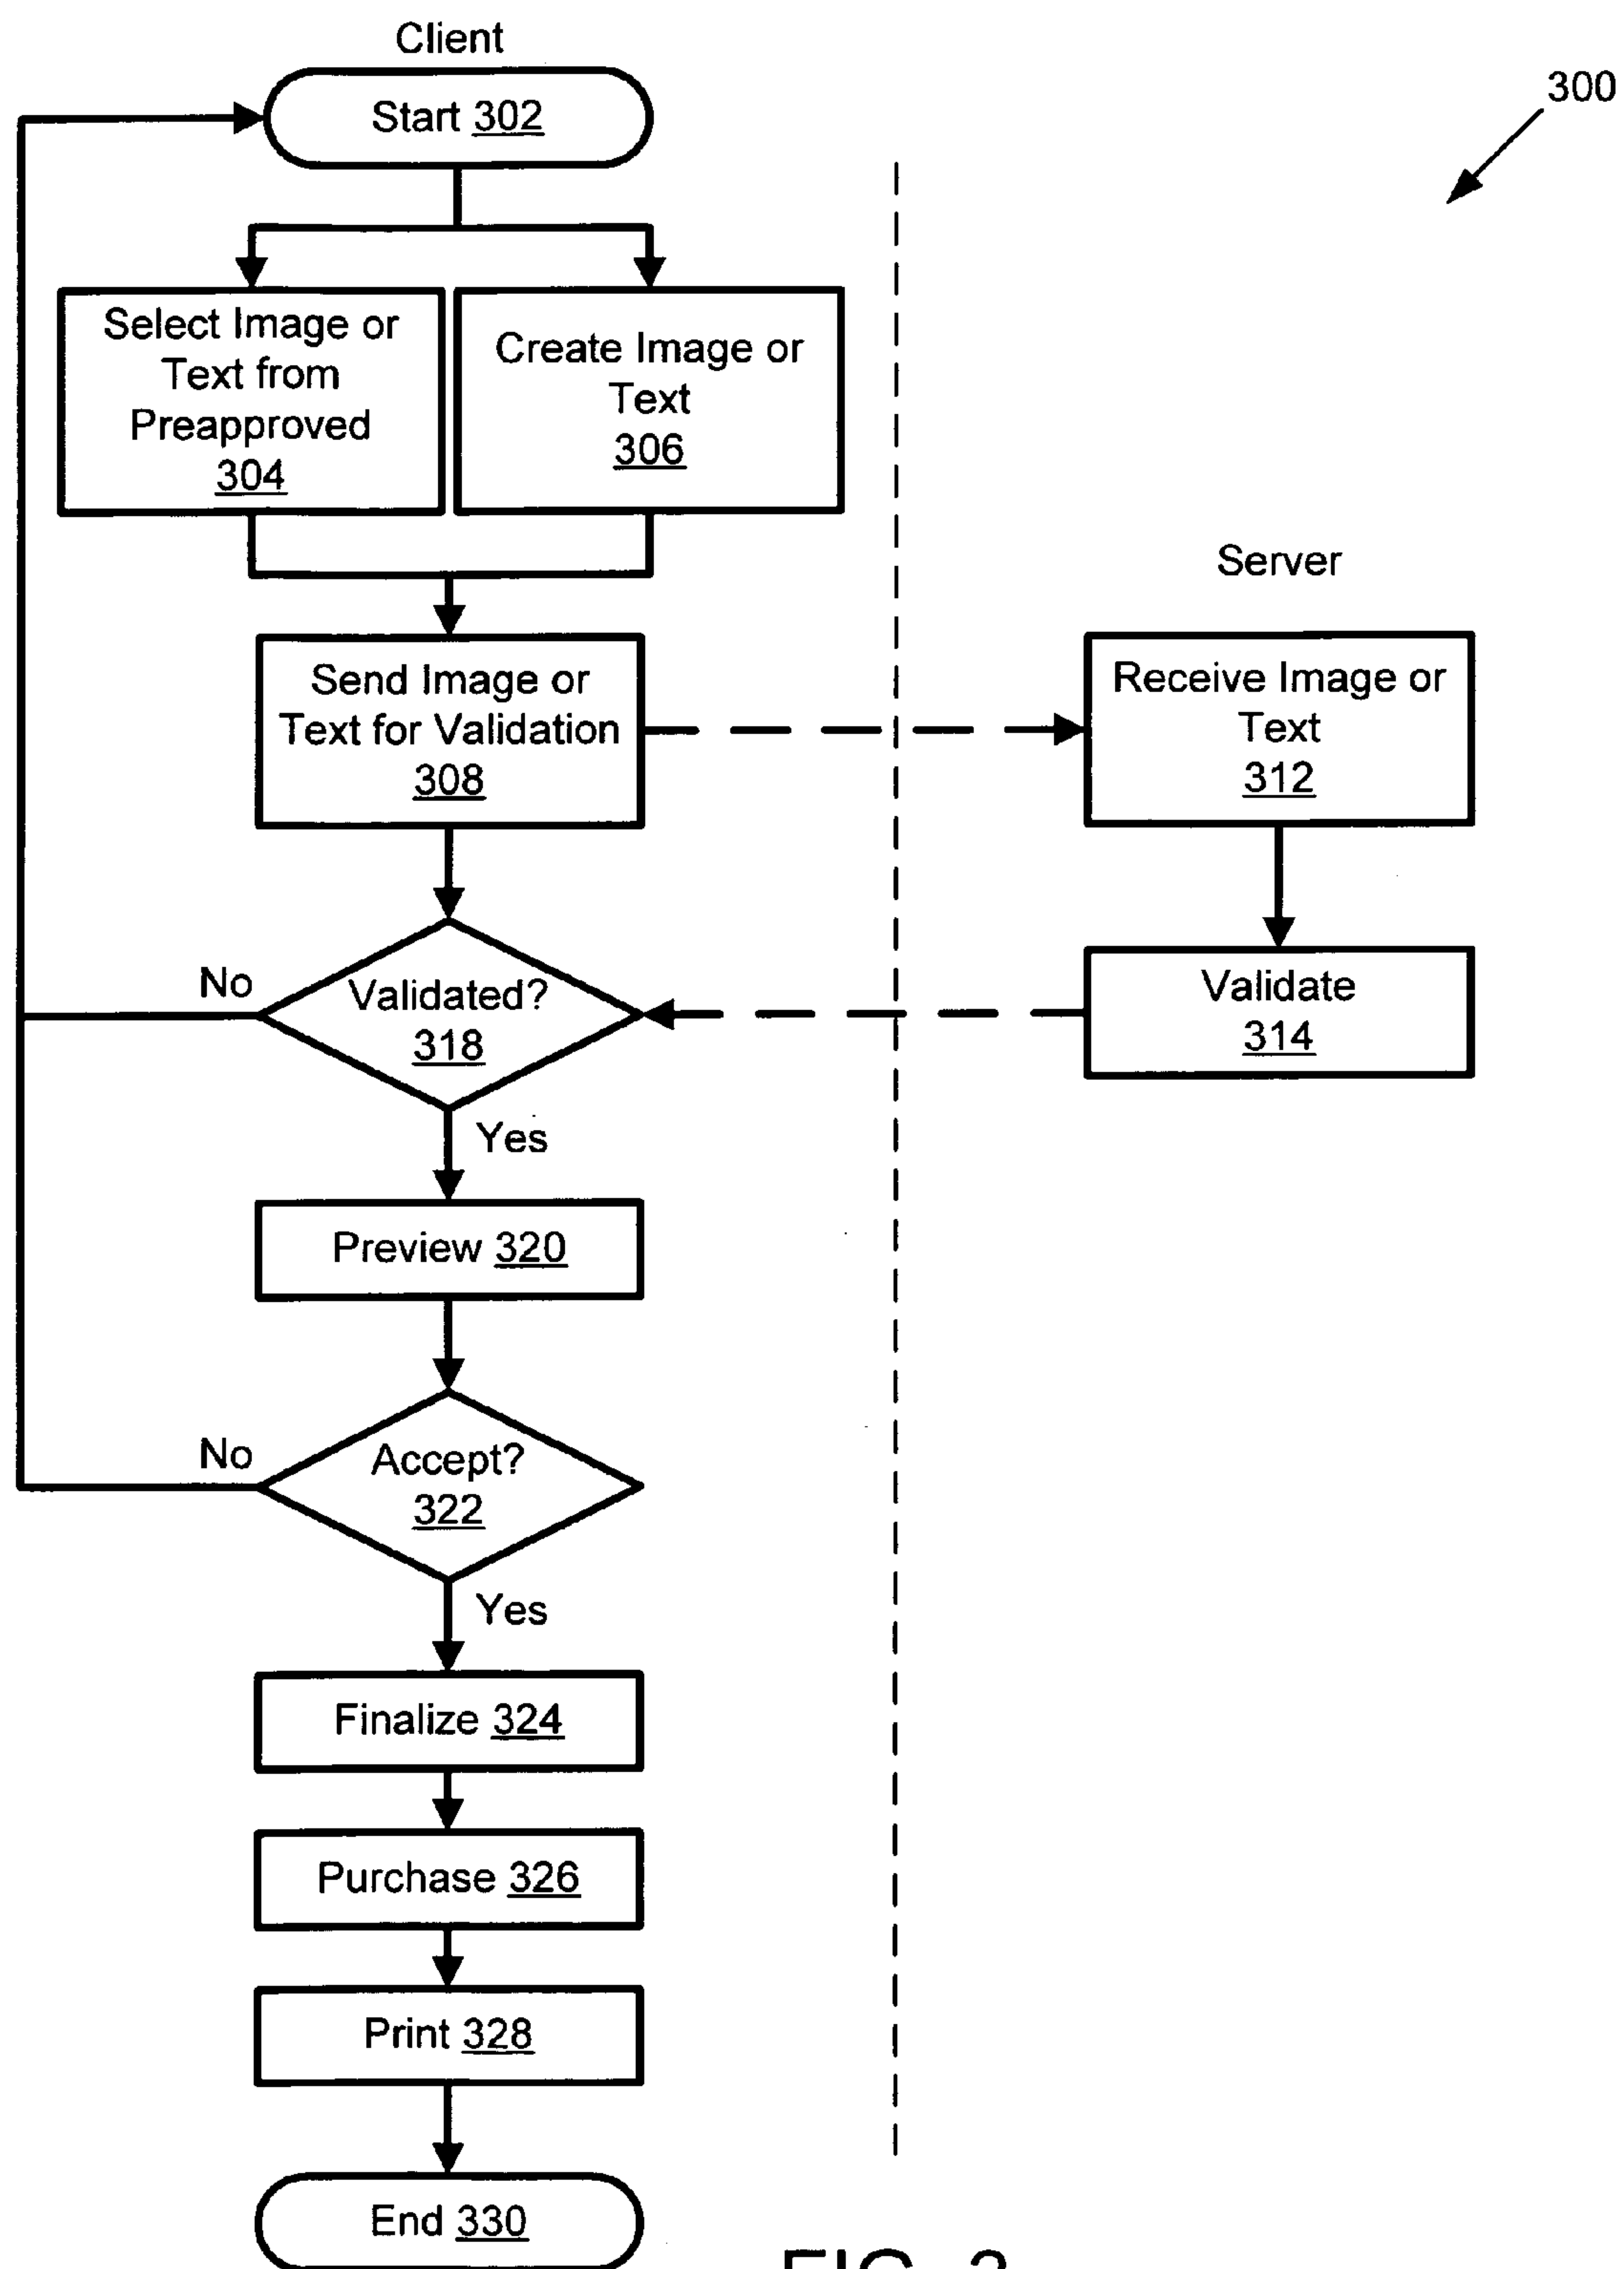 Client
300
Start 302
Select Image or
Text from
Preapproved
304
Create Image or
Text
306
Server
Send Image or
Text for Validation
308
Receive Image or
Text
312
Validated?
318
No
Validate
314
Yes
Preview 320
Accept?
322
No
Yes
Finalize 324
Purchase 326
Print 328
End 330